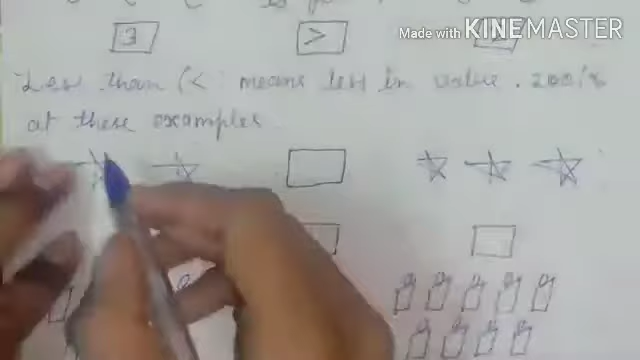 Made with KINEMASTER
3 >
Less than (< means less in value. look
at these examples